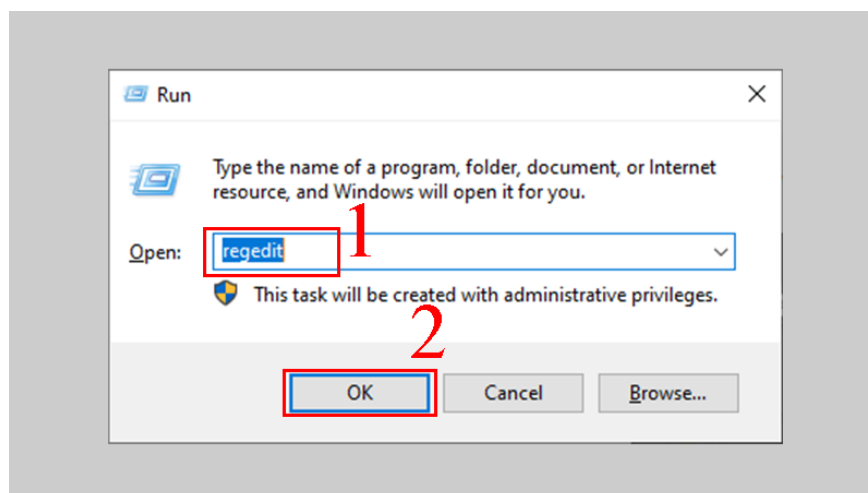 Run
Type the name of a program, folder, document, or Internet
resource, and Windows will open it for you.
1
Open: regedit
This task will be created with administrative privileges.
2
OK Cancel Browse...